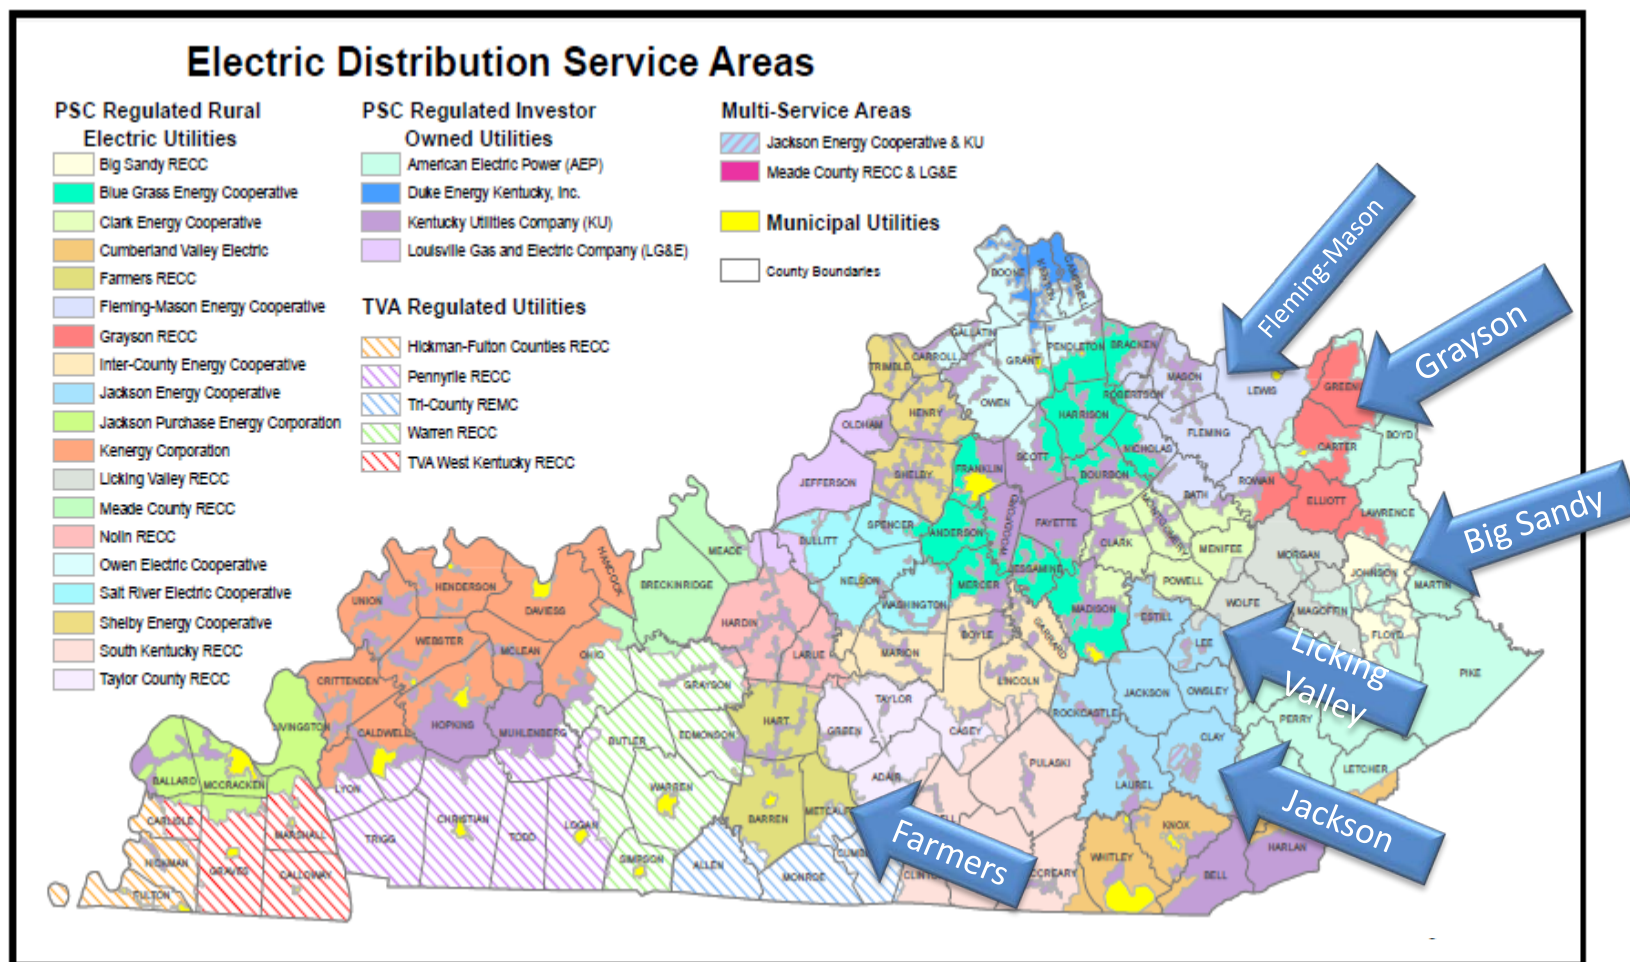 Electric Distribution Service Areas
PSC Regulated Rural
Electric Utilities
Big Sandy RECC
Blue Grass Energy Cooperative
Clark Energy Cooperative
Cumberland Valley Electric
Farmers RECC
Fleming-Mason Energy Cooperative
Grayson RECC
Inter-County Energy Cooperative
Jackson Energy Cooperative
Jackson Purchase Energy Corporation
Kenergy Corporation
Licking Valley RECC
Meade County RECC
Nolin RECC
Owen Electric Cooperative
Salt River Electric Cooperative
Shelby Energy Cooperative
South Kentucky RECC
Taylor County RECC
PSC Regulated Investor
Owned Utilities
American Electric Power (AEP)
Duke Energy Kentucky, Inc.
Kentucky Utilities Company (KU)
Louisville Gas and Electric Company (LG&E)
TVA Regulated Utilities
Hickman-Fulton Counties RECC
Pennyrile RECC
Tri-County REMC
Warren RECC
TVA West Kentucky RECC
Multi-Service Areas
Jackson Energy Cooperative & KU
Meade County RECC & LG&E
Municipal Utilities
County Boundaries
Fleming-Mason
Grayson
Big Sandy
Licking
Valley
Jackson
Farmers
BOONE
KENTON
CAMPBELL
GALLATIN
CARROLL
TRIMBLE
GRANT
PENDLETON
BRACKEN
MASON
ROBERTSON
LEWIS
OWEN
HENRY
HARRISON
OLDHAM
FLEMING
NICHOLAS
CARTER
BOYD
SCOTT
SHELBY
FRANKLIN
BOURBON
ROWAN
BATH
JEFFERSON
ELLIOTT
LAWRENCE
FAYETTE
MONTGOMERY
SPENCER
ANDERSON
WOODFORD
BULLITT
CLARK
MENIFEE
MORGAN
JOHNSON
MARTIN
MEADE
HANCOCK
BRECKINRIDGE
NELSON
MERCER
JESSAMINE
POWELL
WASHINGTON
MADISON
ESTILL
WOLFE
MAGOFFIN
FLOYD
HENDERSON
UNION
DAVIESS
WEBSTER
MCLEAN
OHIO
HARDIN
LARUE
MARION
BOYLE
GARRARD
LINCOLN
LEE
JACKSON
OWSLEY
PIKE
CRITTENDEN
GRAYSON
HART
TAYLOR
GREEN
CASEY
ROCKCASTLE
PERRY
CLAY
LETCHER
LIVINGSTON
CALDWELL
HOPKINS
MUHLENBERG
BUTLER
EDMONSON
PULASKI
ADAIR
LAUREL
BALLARD
MCCRACKEN
LYON
WARREN
BARREN
METCALFE
KNOX
WHITLEY
BELL
HARLAN
CARLISLE
MARSHALL
TRIGG
CHRISTIAN
TODD
LOGAN
SIMPSON
ALLEN
MONROE
HICKMAN
GRAVES
CALLOWAY
FULTON